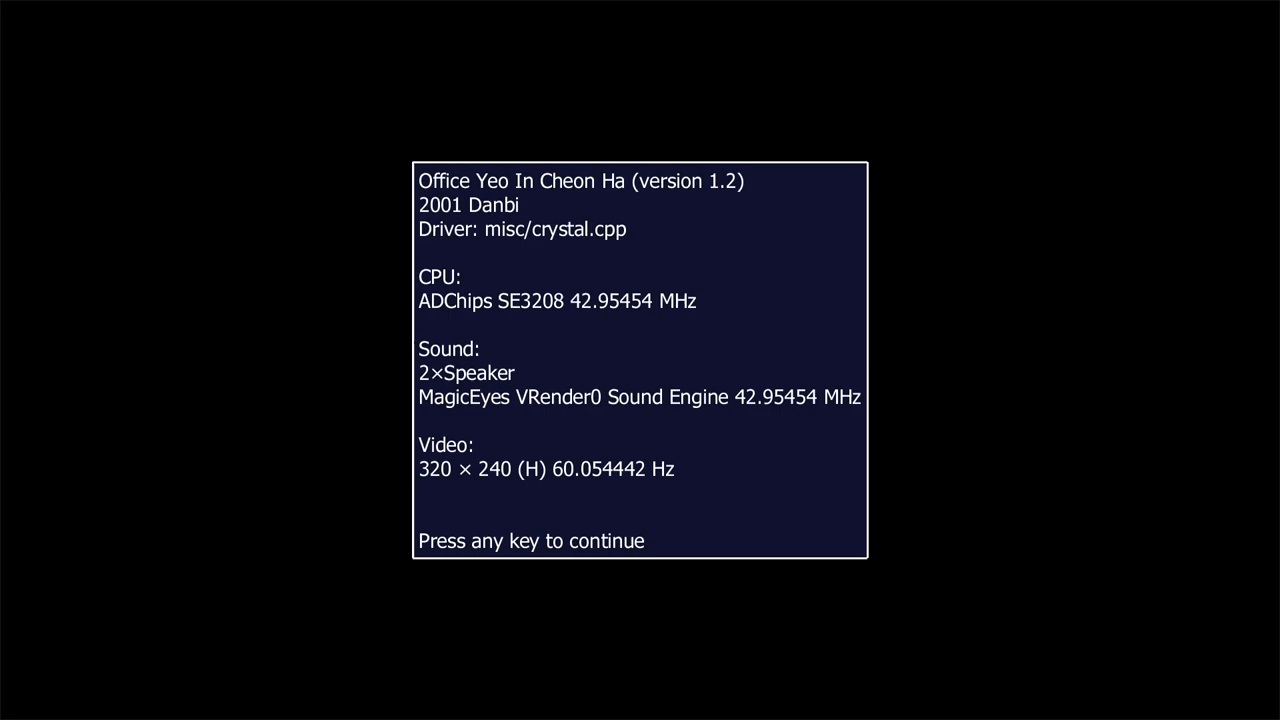 Office Yeo In Cheon Ha (version 1.2)
2001 Danbi
Driver: misc/crystal.cpp
CPU:
ADChips SE3208 42.95454 MHz
Sound:
2×Speaker
MagicEyes VRender0 Sound Engine 42.95454 MHz
Video:
320 × 240 (H) 60.054442 Hz
Press any key to continue